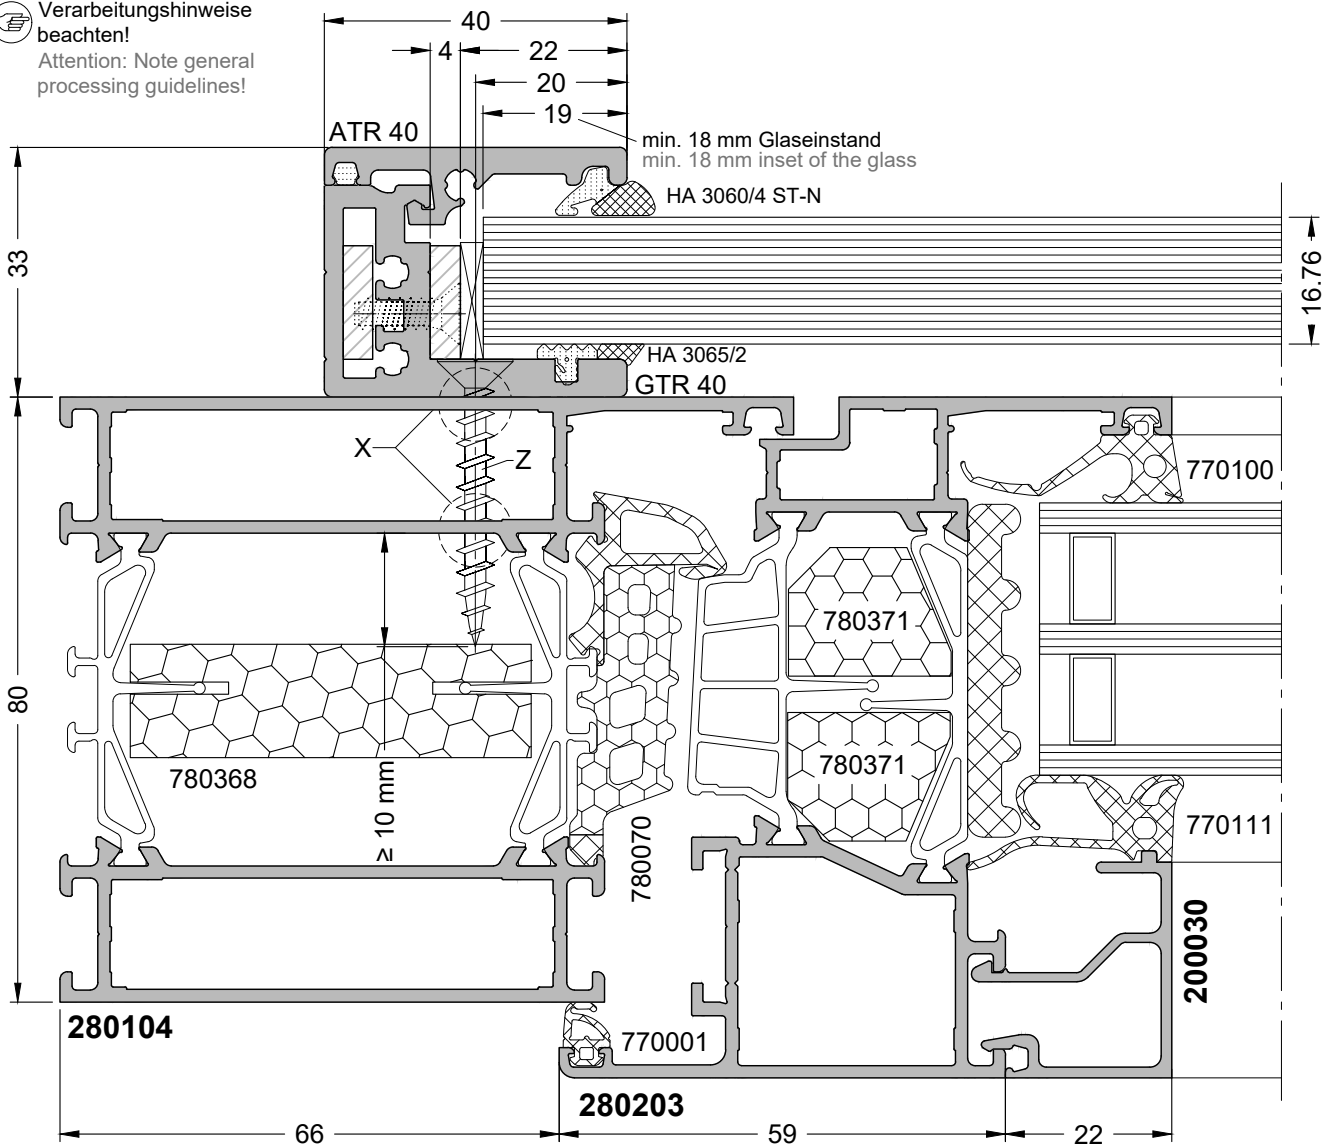 Verarbeitungshinweise
beachten!
Attention: Note general
processing guidelines!
40
4
22
20
19
ATR 40
min. 18 mm Glaseinstand
min. 18 mm inset of the glass
HA 3060/4 ST-N
33
16.76
HA 3065/2
GTR 40
X
Z
770100
780371
80
780368
≥ 10 mm
780371
780070
770111
200030
280104
770001
280203
66
59
22